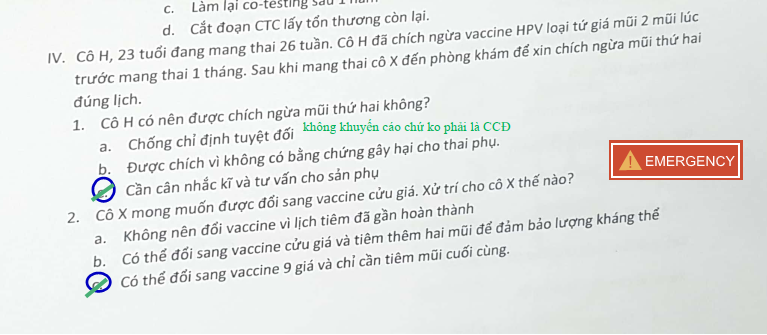 c. Làm lại co-testing sau 1 năm
d. Cắt đoạn CTC lấy tổn thương còn lại.
IV. Cô H, 23 tuổi đang mang thai 26 tuần. Cô H đã chích ngừa vaccine HPV loại tứ giá mũi 2 mũi lúc
trước mang thai 1 tháng. Sau khi mang thai cô X đến phòng khám để xin chích ngừa mũi thứ hai
đúng lịch.
1. Cô H có nên được chích ngừa mũi thứ hai không?
a. Chống chỉ định tuyệt đối không khuyến cáo chứ ko phải là CCĐ
b. Được chích vì không có bằng chứng gây hại cho thai phụ.
EMERGENCY
c. Cần cân nhắc kĩ và tư vấn cho sản phụ
2. Cô X mong muốn được đổi sang vaccine cửu giá. Xử trí cho cô X thế nào?
a. Không nên đổi vaccine vì lịch tiêm đã gần hoàn thành
b. Có thể đổi sang vaccine cửu giá và tiêm thêm hai mũi để đảm bảo lượng kháng thể
c. Có thể đổi sang vaccine 9 giá và chỉ cần tiêm mũi cuối cùng.